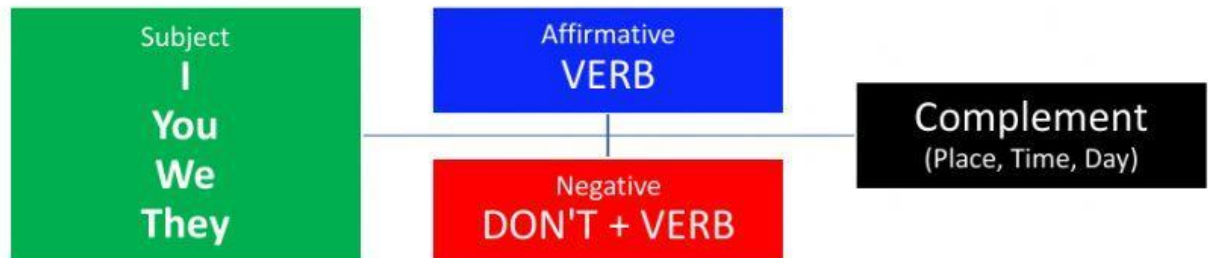 Subject
I
You
We
They
Affirmative
VERB
Negative
DON'T + VERB
Complement
(Place, Time, Day)